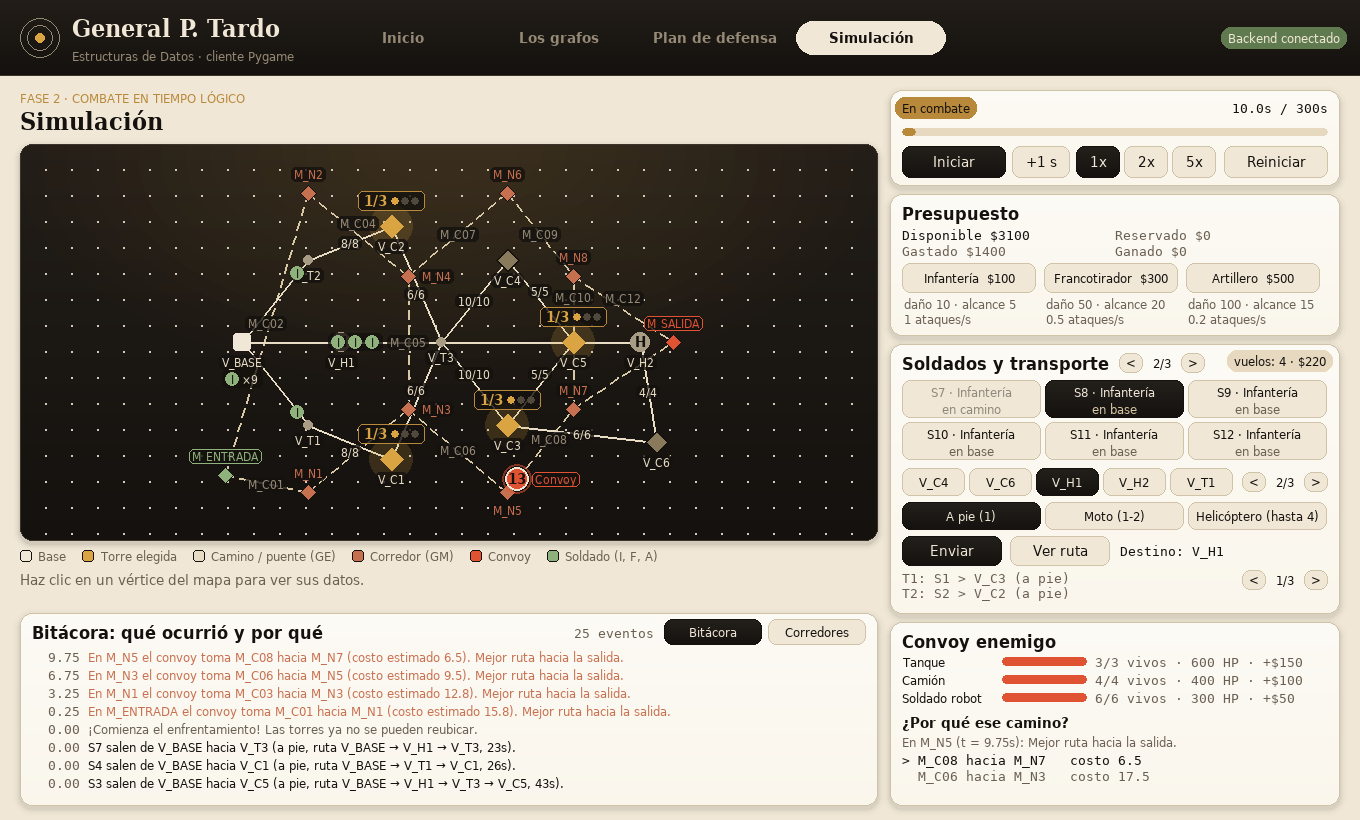 General P. Tardo
Estructuras de Datos · cliente Pygame
Inicio
Los grafos
Plan de defensa
Simulación
Backend conectado
FASE 2 · COMBATE EN TIEMPO LÓGICO
Simulación
M_N2
M_N6
1/3
M_C04
M_C07
M_C09
8/8
V_C2
M_N8
V_C4
T2
M_N4
6/6
10/10
5/5
M_C10
M_C12
1/3
M_C02
M_SALIDA
M_C05
H
V_BASE
V_H1
V_T3
V_C5
V_H2
×9
10/10
5/5
6/6
M_N7
4/4
1/3
M_N3
V_T1
1/3
V_C3
M_C08
6/6
8/8
M_C06
M_ENTRADA
V_C6
M_C01
M_N1
V_C1
13
Convoy
M_N5
Base
Torre elegida
Camino / puente (GE)
Corredor (GM)
Convoy
Soldado (I, F, A)
Haz clic en un vértice del mapa para ver sus datos.
Bitácora: qué ocurrió y por qué
25 eventos
Bitácora
Corredores
9.75 En M_N5 el convoy toma M_C08 hacia M_N7 (costo estimado 6.5). Mejor ruta hacia la salida.
6.75 En M_N3 el convoy toma M_C06 hacia M_N5 (costo estimado 9.5). Mejor ruta hacia la salida.
3.25 En M_N1 el convoy toma M_C03 hacia M_N3 (costo estimado 12.8). Mejor ruta hacia la salida.
0.25 En M_ENTRADA el convoy toma M_C01 hacia M_N1 (costo estimado 15.8). Mejor ruta hacia la salida.
0.00 ¡Comienza el enfrentamiento! Las torres ya no se pueden reubicar.
0.00 S7 salen de V_BASE hacia V_T3 (a pie, ruta V_BASE → V_H1 → V_T3, 23s).
0.00 S4 salen de V_BASE hacia V_C1 (a pie, ruta V_BASE → V_T1 → V_C1, 26s).
0.00 S3 salen de V_BASE hacia V_C5 (a pie, ruta V_BASE → V_H1 → V_T3 → V_C5, 43s).
En combate
10.0s / 300s
Iniciar
+1 s
1x
2x
5x
Reiniciar
Presupuesto
Disponible $3100
Reservado $0
Gastado $1400
Ganado $0
Infantería $100
Francotirador $300
Artillero $500
daño 10 · alcance 5
daño 50 · alcance 20
daño 100 · alcance 15
1 ataques/s
0.5 ataques/s
0.2 ataques/s
Soldados y transporte
<
2/3
>
vuelos: 4 · $220
S7 · Infantería
en camino
S8 · Infantería
en base
S9 · Infantería
en base
S10 · Infantería
en base
S11 · Infantería
en base
S12 · Infantería
en base
V_C4
V_C6
V_H1
V_H2
V_T1
<
2/3
>
A pie (1)
Moto (1-2)
Helicóptero (hasta 4)
Enviar
Ver ruta
Destino: V_H1
T1: S1 > V_C3 (a pie)
T2: S2 > V_C2 (a pie)
<
1/3
>
Convoy enemigo
Tanque
3/3 vivos · 600 HP · +$150
Camión
4/4 vivos · 400 HP · +$100
Soldado robot
6/6 vivos · 300 HP · +$50
¿Por qué ese camino?
En M_N5 (t = 9.75s): Mejor ruta hacia la salida.
> M_C08 hacia M_N7 costo 6.5
M_C06 hacia M_N3 costo 17.5